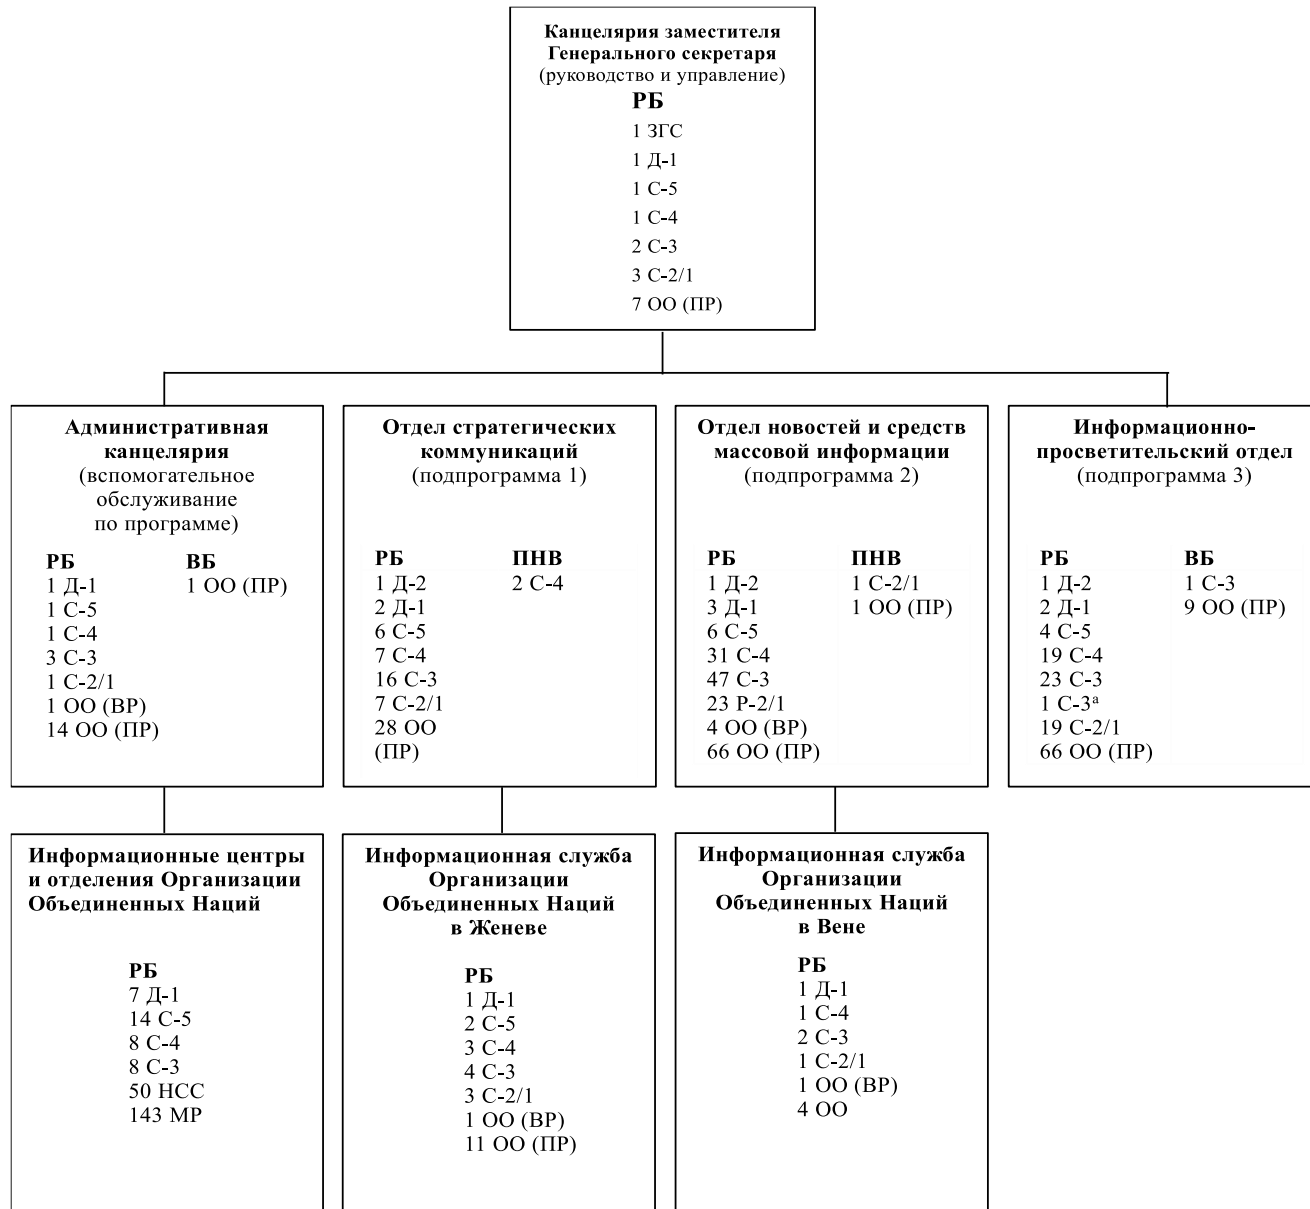 Канцелярия заместителя
Генерального секретаря
(руководство и управление)
РБ
1 ЗГС
1 Д-1
1 С-5
1 С-4
2 С-3
3 С-2/1
7 ОО (ПР)
Административная
канцелярия
(вспомогательное
обслуживание
по программе)
РБ
1 Д-1
1 С-5
1 С-4
3 С-3
1 С-2/1
1 ОО (ВР)
14 ОО (ПР)
ВБ
1 ОО (ПР)
Отдел стратегических
коммуникаций
(подпрограмма 1)
РБ
1 Д-2
2 Д-1
6 С-5
7 С-4
16 С-3
7 С-2/1
28 ОО
(ПР)
ПНВ
2 С-4
Отдел новостей и средств
массовой информации
(подпрограмма 2)
РБ
1 Д-2
3 Д-1
6 С-5
31 С-4
47 С-3
23 Р-2/1
4 ОО (ВР)
66 ОО (ПР)
ПНВ
1 С-2/1
1 ОО (ПР)
Информационно-
просветительский отдел
(подпрограмма 3)
РБ
1 Д-2
2 Д-1
4 С-5
19 С-4
23 С-3
1 С-3ᵃ
19 С-2/1
66 ОО (ПР)
ВБ
1 С-3
9 ОО (ПР)
Информационные центры
и отделения Организации
Объединенных Наций
РБ
7 Д-1
14 С-5
8 С-4
8 С-3
50 НСС
143 МР
Информационная служба
Организации
Объединенных Наций
в Женеве
РБ
1 Д-1
2 С-5
3 С-4
4 С-3
3 С-2/1
1 ОО (ВР)
11 ОО (ПР)
Информационная служба
Организации
Объединенных Наций
в Вене
РБ
1 Д-1
1 С-4
2 С-3
1 С-2/1
1 ОО (ВР)
4 ОО